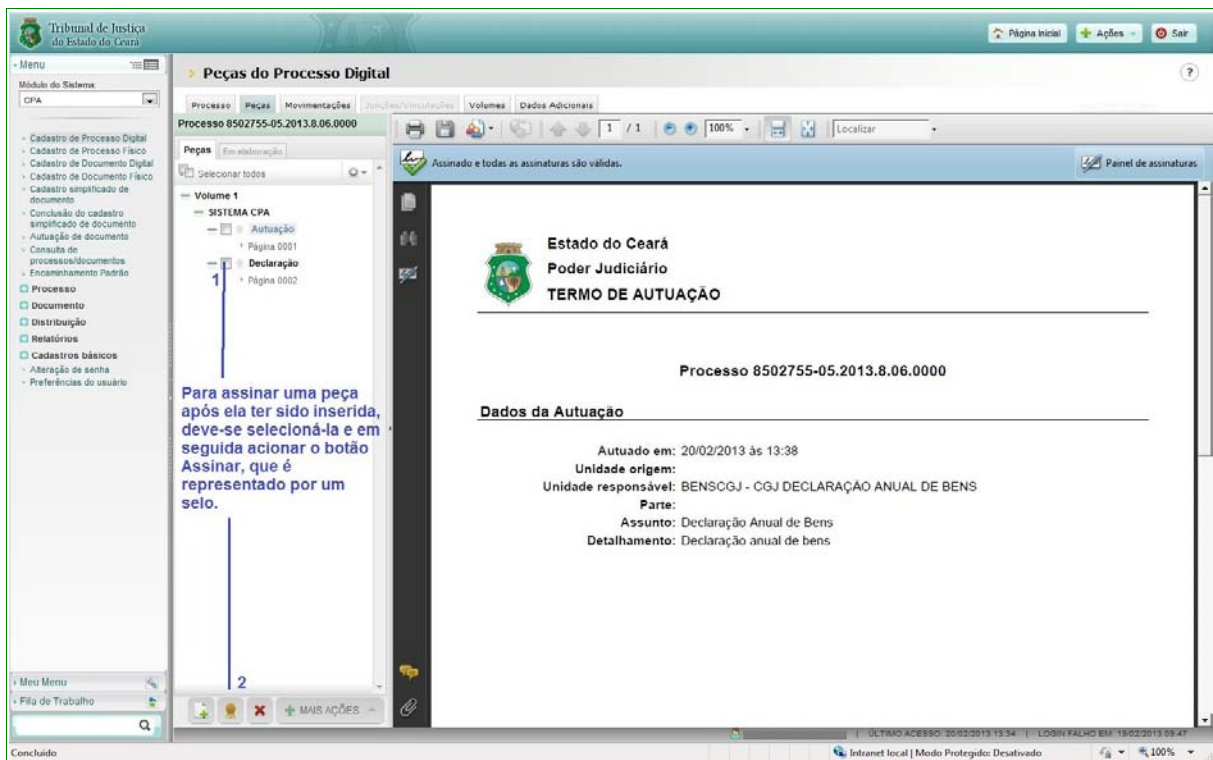 Tribunal de Justiça
do Estado do Ceará
Página Inicial
Ações
Sair
Menu
Módulo do Sistema:
CPA
Cadastro de Processo Digital
Cadastro de Processo Físico
Cadastro de Documento Digital
Cadastro de Documento Físico
Cadastro simplificado de
documento
Conclusão do cadastro
simplificado de documento
Autuação de documento
Consulta de
processos/documentos
Encaminhamento Padrão
Processo
Documento
Distribuição
Relatórios
Cadastros básicos
Alteração de senha
Preferências do usuário
Meu Menu
Fila de Trabalho
Peças do Processo Digital
?
Processo
Peças
Movimentações
Junções/Vinculações
Volumes
Dados Adicionais
Processo 8502755-05.2013.8.06.0000
Peças
Em elaboração
Selecionar todos
Volume 1
SISTEMA CPA
Autuação
Página 0001
Declaração
Página 0002
1
Para assinar uma peça
após ela ter sido inserida,
deve-se selecioná-la e em
seguida acionar o botão
Assinar, que é
representado por um
selo.
2
MAIS AÇÕES
1 / 1
100%
Localizar
Assinado e todas as assinaturas são válidas.
Painel de assinaturas
Estado do Ceará
Poder Judiciário
TERMO DE AUTUAÇÃO
Processo 8502755-05.2013.8.06.0000
Dados da Autuação
Autuado em: 20/02/2013 às 13:38
Unidade origem:
Unidade responsável: BENSCGJ - CGJ DECLARAÇÃO ANUAL DE BENS
Parte:
Assunto: Declaração Anual de Bens
Detalhamento: Declaração anual de bens
| ÚLTIMO ACESSO: 20/02/2013 13:34 | LOGIN FALHO EM: 19/02/2013 09:47
Concluído
Intranet local | Modo Protegido: Desativado
100%